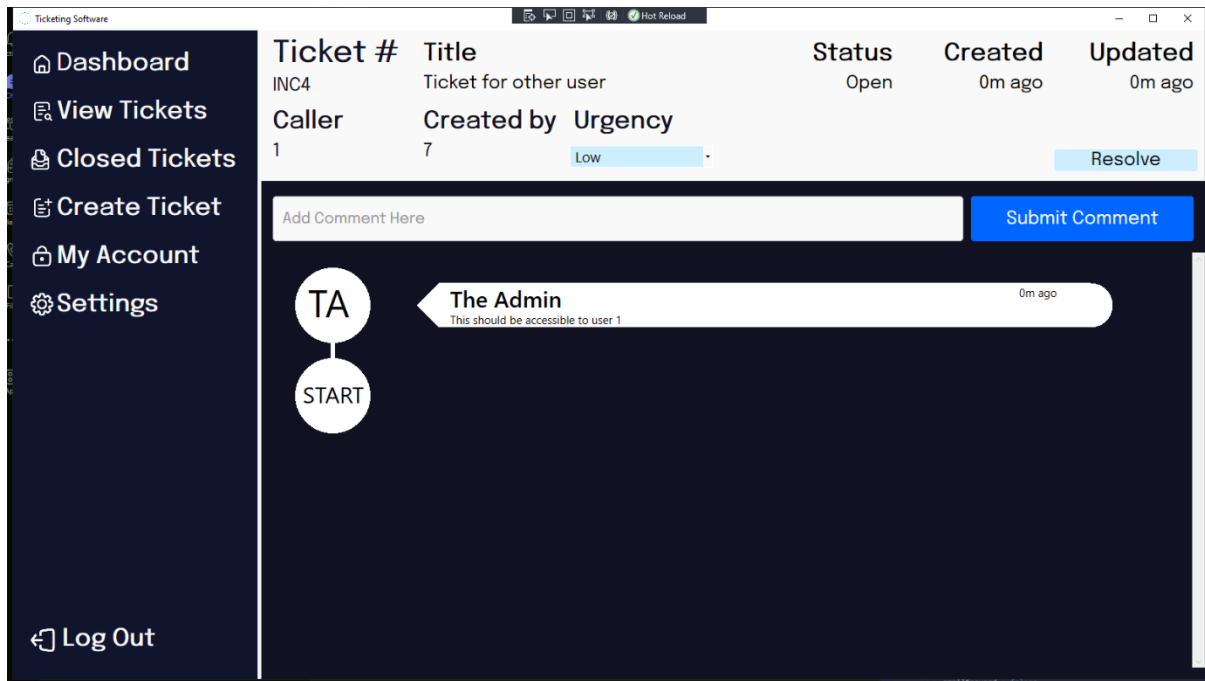 Ticketing Software
Hot Reload
Dashboard
View Tickets
Closed Tickets
Create Ticket
My Account
Settings
Log Out
Ticket # Title Status Created Updated
INC4 Ticket for other user Open 0m ago 0m ago
Caller Created by Urgency
1 7 Low
Resolve
Add Comment Here
Submit Comment
TA
The Admin 0m ago
This should be accessible to user 1
START